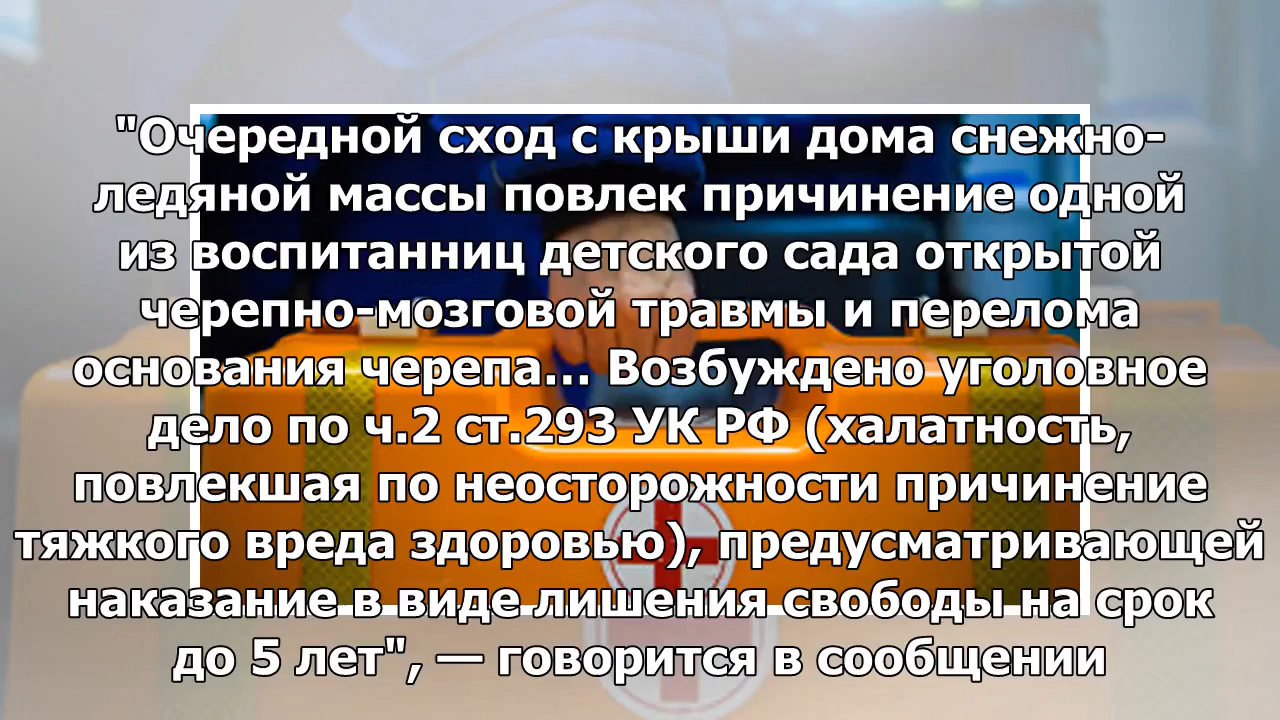 "Очередной сход с крыши дома снежно-
ледяной массы повлек причинение одной
из воспитанниц детского сада открытой
черепно-мозговой травмы и перелома
основания черепа... Возбуждено уголовное
дело по ч.2 ст.293 УК РФ (халатность,
повлекшая по неосторожности причинение
тяжкого вреда здоровью), предусматривающей
наказание в виде лишения свободы на срок
до 5 лет", — говорится в сообщении